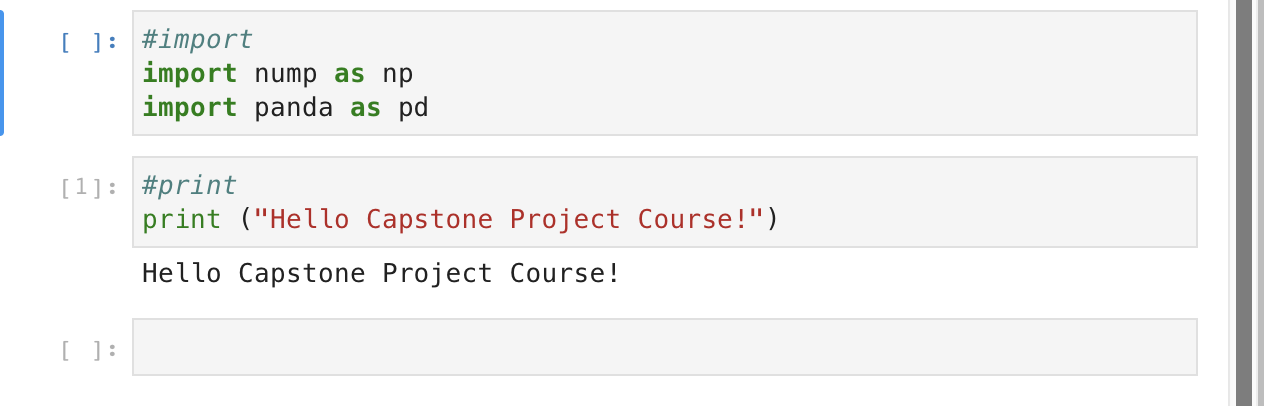 [ ]: #import
import nump as np
import panda as pd
[1]: #print
print ("Hello Capstone Project Course!")
Hello Capstone Project Course!
[ ]: